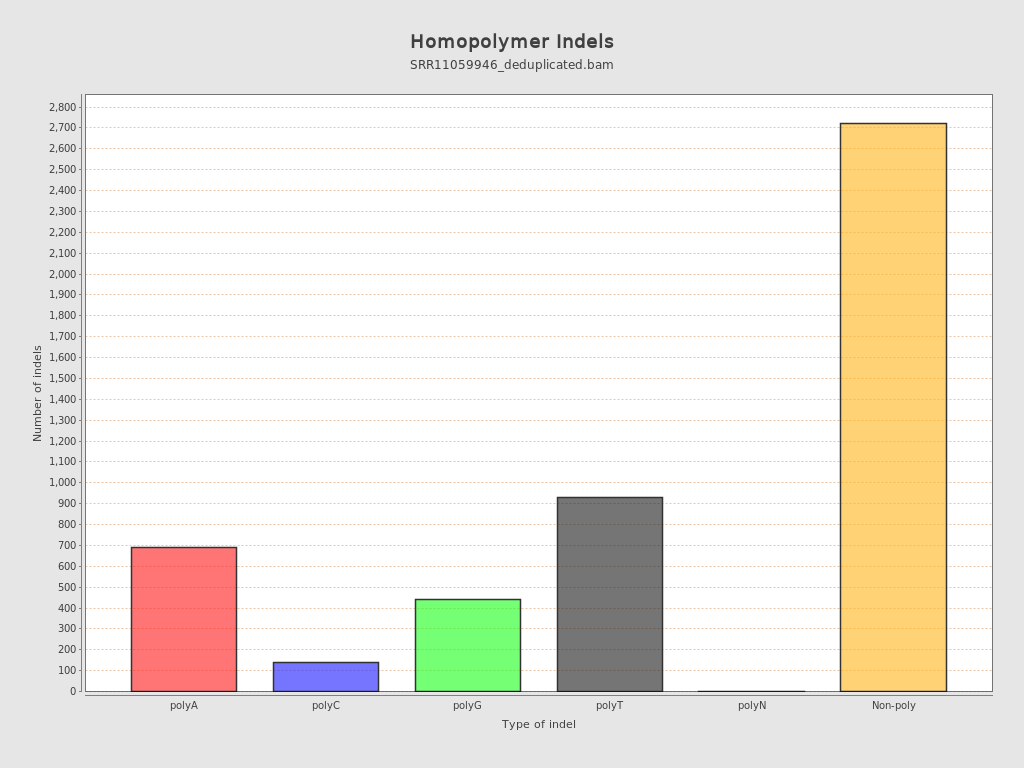 Homopolymer Indels
SRR11059946_deduplicated.bam
2,800
2,700
2,600
2,500
2,400
2,300
2,200
2,100
2,000
1,900
1,800
1,700
1,600
1,500
1,400
1,300
1,200
1,100
1,000
900
800
700
600
500
400
300
200
100
0
Number of indels
polyA
polyC
polyG
polyT
polyN
Non-poly
Type of indel